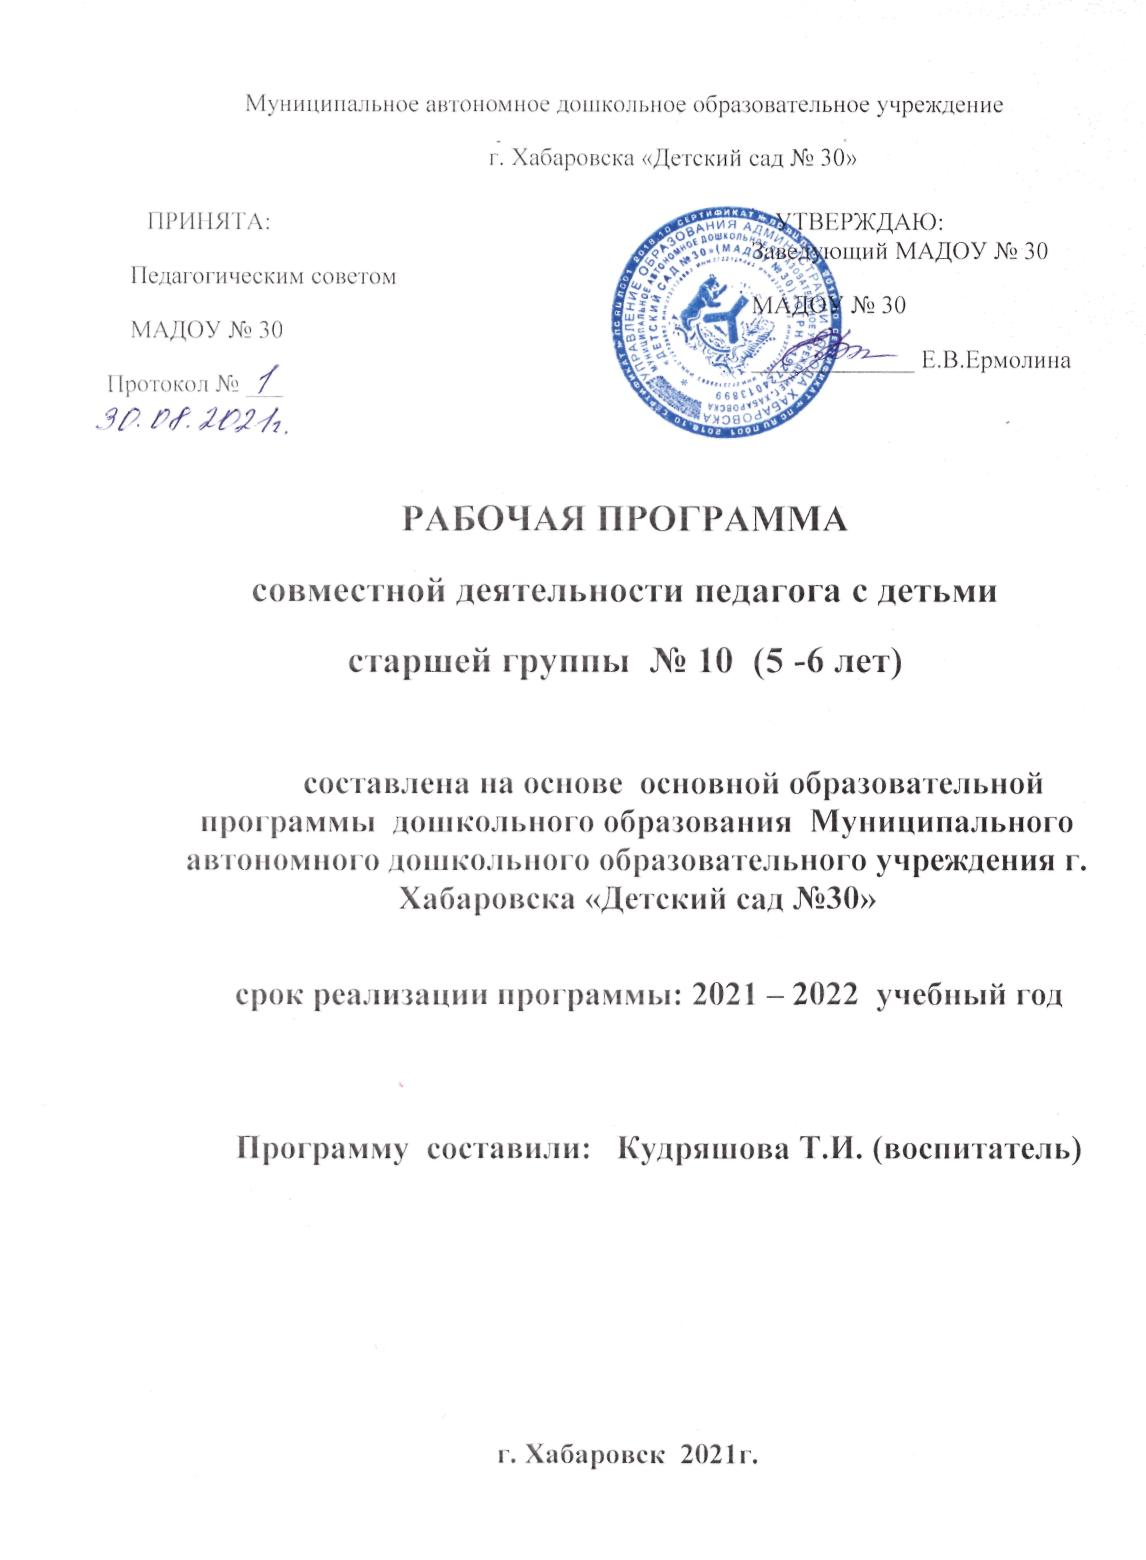 Муниципальное автономное дошкольное образовательное учреждение
г. Хабаровска «Детский сад № 30»
ПРИНЯТА:
Педагогическим советом
МАДОУ № 30
Протокол № 1
30.08.2021г.
УТВЕРЖДАЮ:
Заведующий МАДОУ № 30
МАДОУ № 30
Е.В.Ермолина
РАБОЧАЯ ПРОГРАММА
совместной деятельности педагога с детьми
старшей группы № 10 (5 -6 лет)
составлена на основе основной образовательной
программы дошкольного образования Муниципального
автономного дошкольного образовательного учреждения г.
Хабаровска «Детский сад №30»
срок реализации программы: 2021 – 2022 учебный год
Программу составили: Кудряшова Т.И. (воспитатель)
г. Хабаровск 2021г.